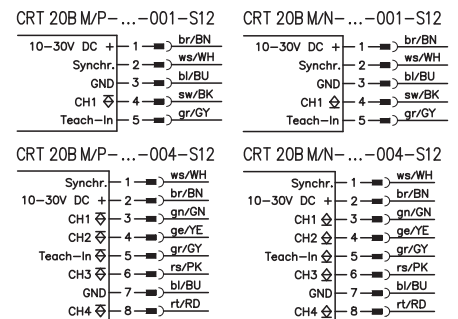 CRT 20B M/P-...-001-S12
10-30V DC + 1 br/BN
Synchr. 2 ws/WH
GND 3 bl/BU
CH1 4 sw/BK
Teach-In 5 gr/GY
CRT 20B M/N-...-001-S12
10-30V DC + 1 br/BN
Synchr. 2 ws/WH
GND 3 bl/BU
CH1 4 sw/BK
Teach-In 5 gr/GY
CRT 20B M/P-...-004-S12
Synchr. 1 ws/WH
10-30V DC + 2 br/BN
CH1 3 gn/GN
CH2 4 ge/YE
Teach-In 5 gr/GY
CH3 6 rs/PK
GND 7 bl/BU
CH4 8 rt/RD
CRT 20B M/N-...-004-S12
Synchr. 1 ws/WH
10-30V DC + 2 br/BN
CH1 3 gn/GN
CH2 4 ge/YE
Teach-In 5 gr/GY
CH3 6 rs/PK
GND 7 bl/BU
CH4 8 rt/RD